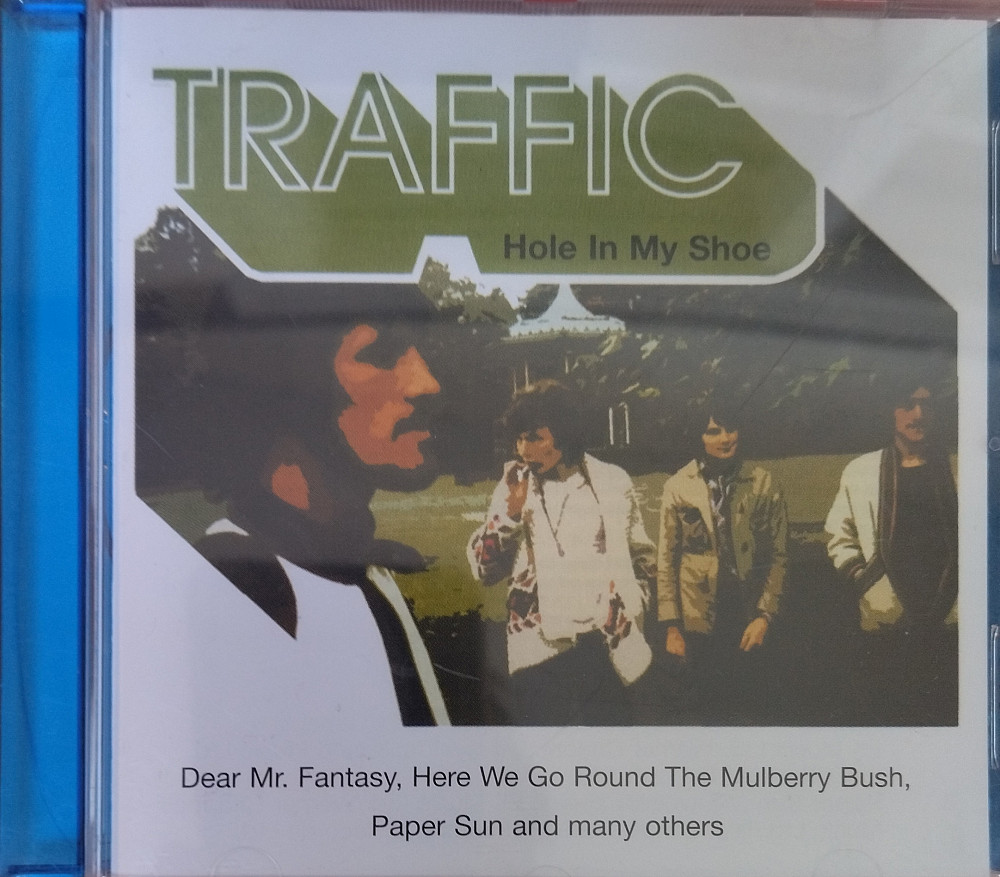 TRAFFIC
Hole In My Shoe
Dear Mr. Fantasy, Here We Go Round The Mulberry Bush,
Paper Sun and many others